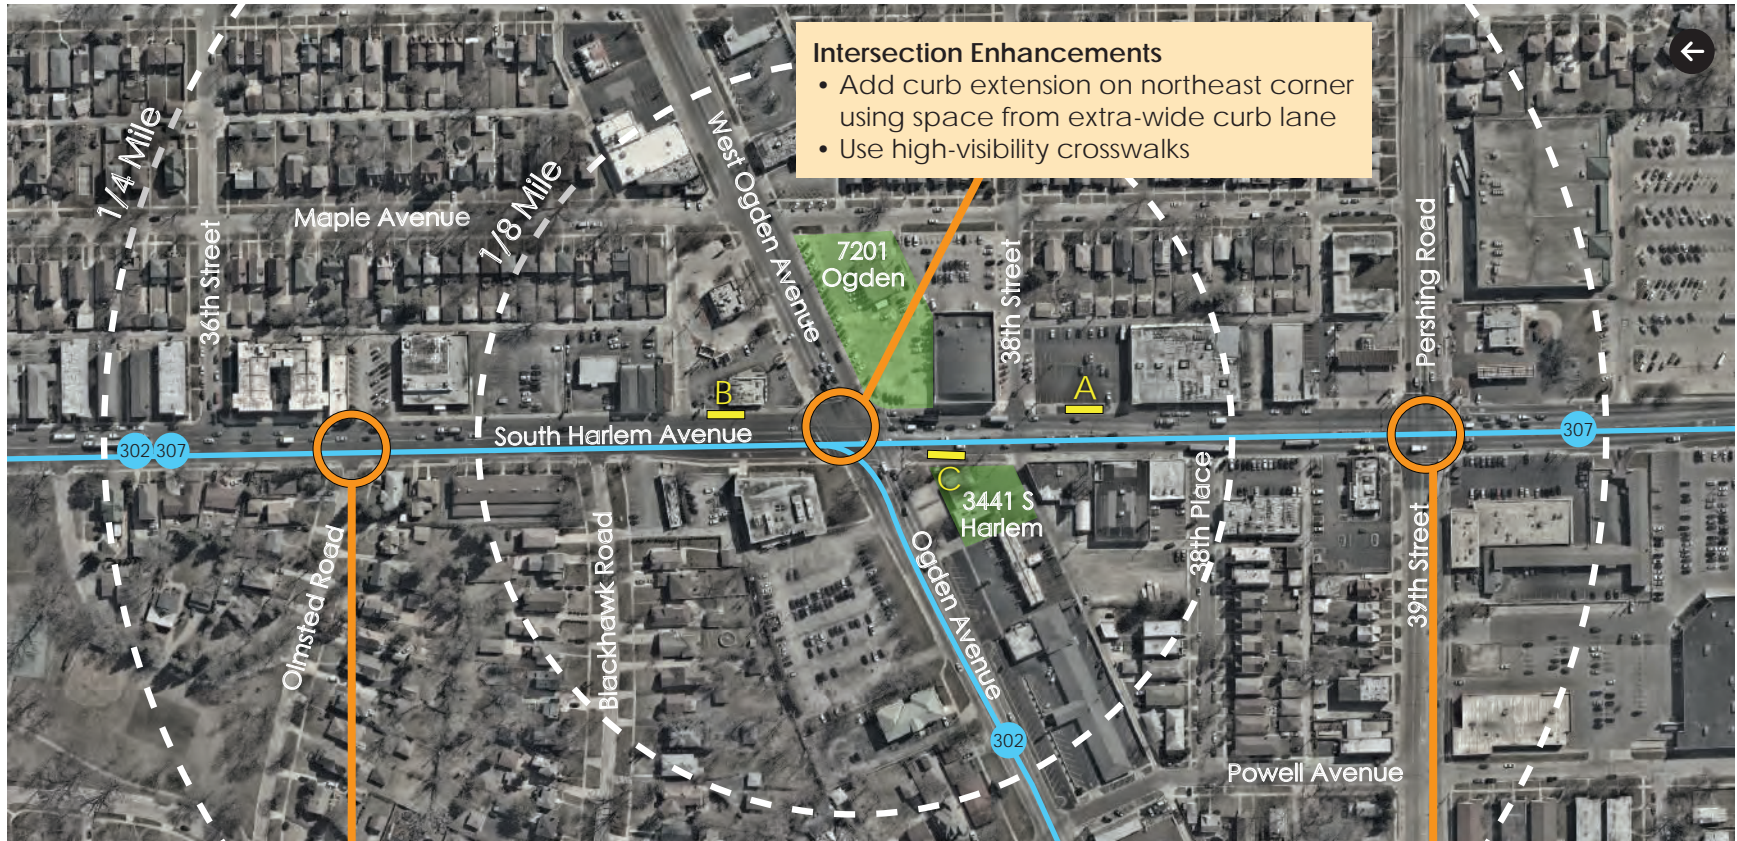 Intersection Enhancements
• Add curb extension on northeast corner
using space from extra-wide curb lane
• Use high-visibility crosswalks
1/4 Mile
1/8 Mile
Maple Avenue
36th Street
West Ogden Avenue
7201
Ogden
38th Street
Pershing Road
B
A
South Harlem Avenue
302
307
307
C
3441 S
Harlem
38th Place
39th Street
Olmsted Road
Blackhawk Road
Ogden Avenue
302
Powell Avenue